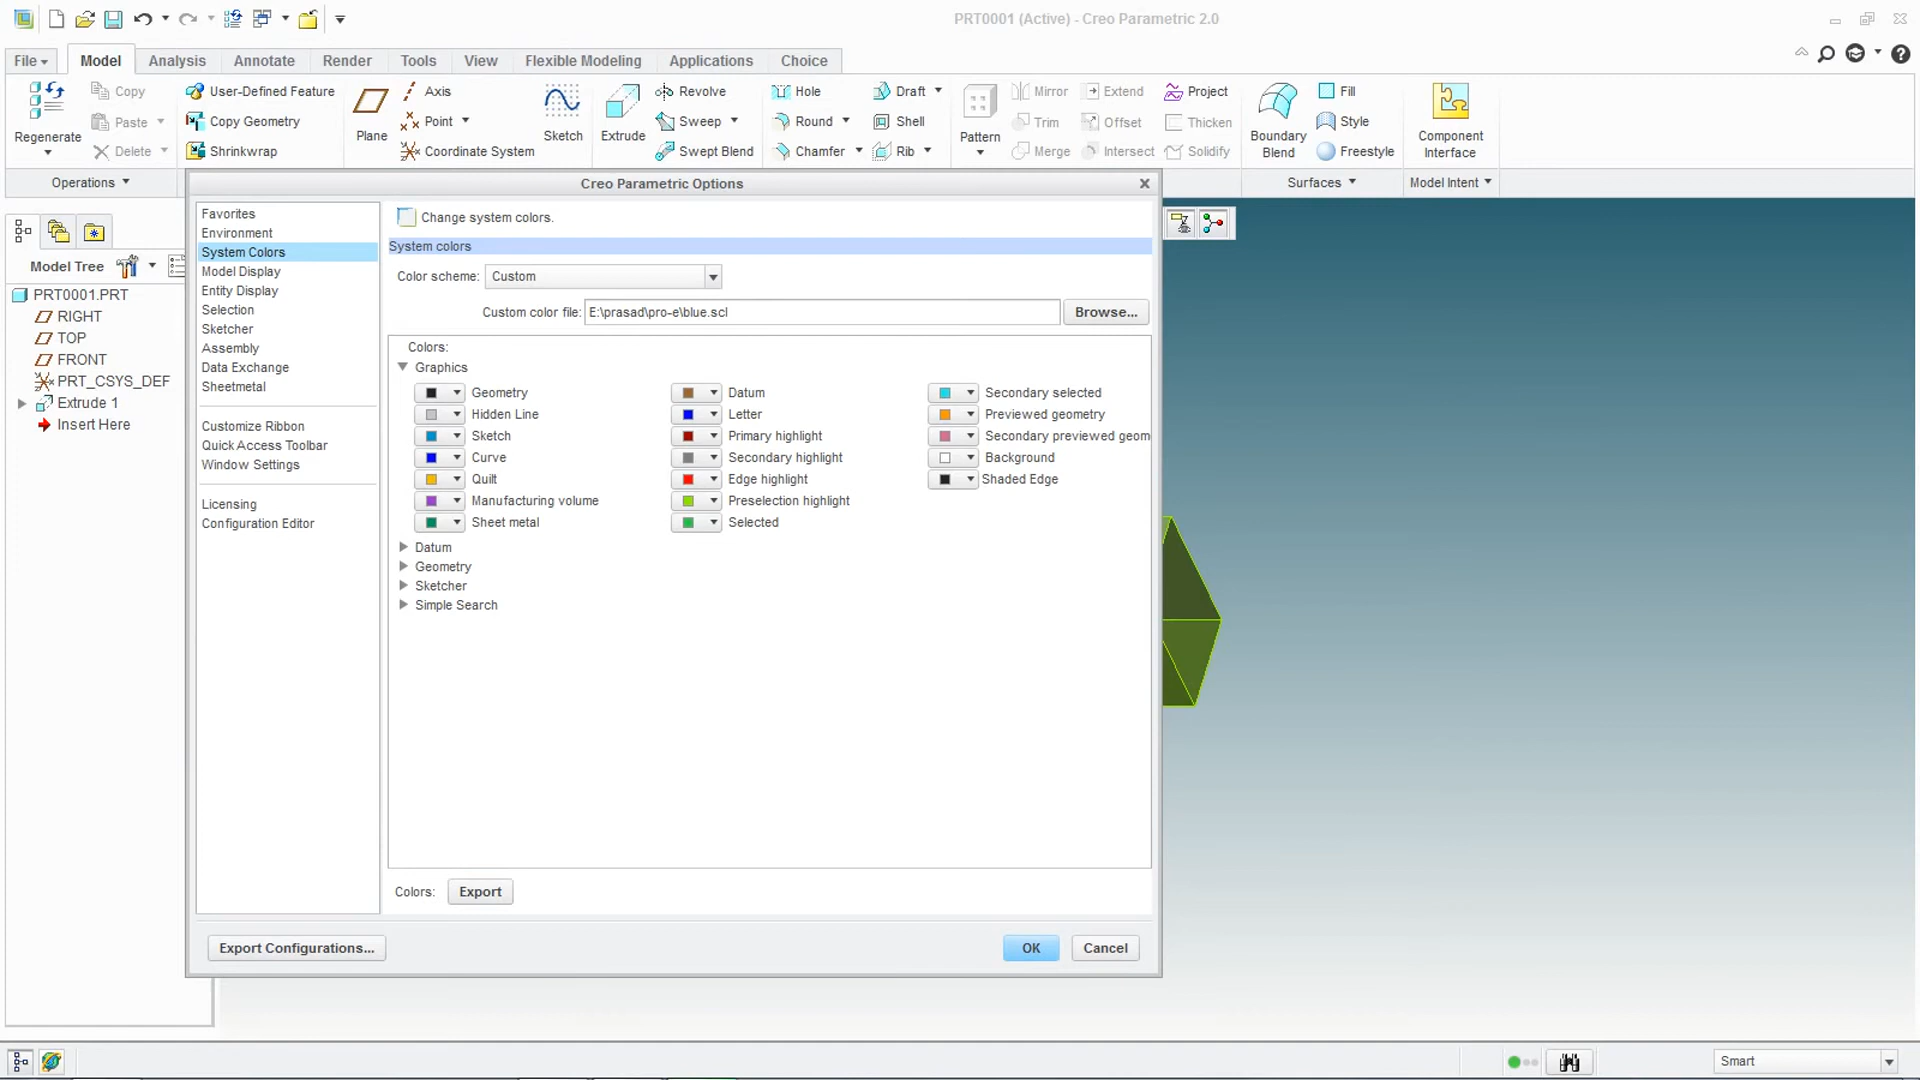 PRT0001 (Active) - Creo Parametric 2.0
File Model Analysis Annotate Render Tools View Flexible Modeling Applications Choice
Regenerate
Copy
Paste
Delete
User-Defined Feature
Copy Geometry
Shrinkwrap
Plane
Axis
Point
Coordinate System
Sketch
Extrude
Revolve
Sweep
Swept Blend
Hole
Round
Chamfer
Draft
Shell
Rib
Pattern
Mirror
Trim
Merge
Extend
Offset
Intersect
Project
Thicken
Solidify
Boundary
Blend
Fill
Style
Freestyle
Component
Interface
Operations
Surfaces
Model Intent
Model Tree
PRT0001.PRT
RIGHT
TOP
FRONT
PRT_CSYS_DEF
Extrude 1
Insert Here
Creo Parametric Options
Favorites
Environment
System Colors
Model Display
Entity Display
Selection
Sketcher
Assembly
Data Exchange
Sheetmetal
Customize Ribbon
Quick Access Toolbar
Window Settings
Licensing
Configuration Editor
Change system colors.
System colors
Color scheme: Custom
Custom color file: E:\prasad\pro-e\blue.scl Browse...
Colors:
Graphics
Geometry Datum Secondary selected
Hidden Line Letter Previewed geometry
Sketch Primary highlight Secondary previewed geom
Curve Secondary highlight Background
Quilt Edge highlight Shaded Edge
Manufacturing volume Preselection highlight
Sheet metal Selected
Datum
Geometry
Sketcher
Simple Search
Colors: Export
Export Configurations... OK Cancel
Smart